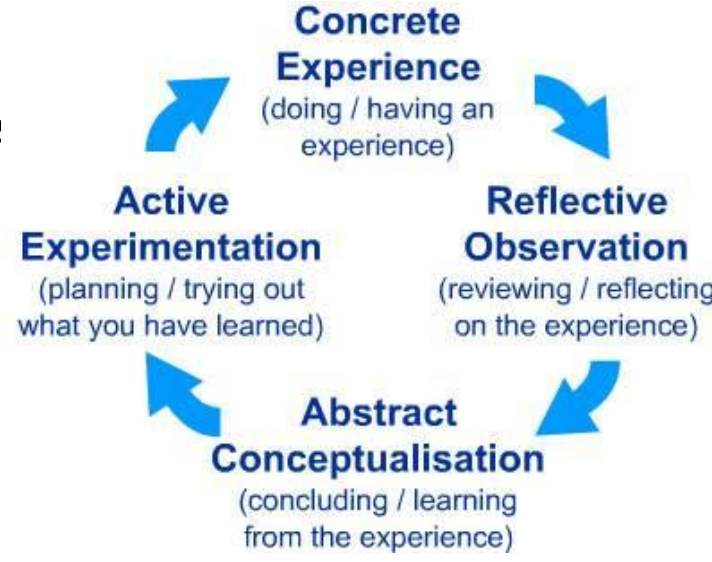 Concrete
Experience
(doing / having an
experience)
Reflective
Observation
(reviewing / reflecting
on the experience)
Abstract
Conceptualisation
(concluding / learning
from the experience)
Active
Experimentation
(planning / trying out
what you have learned)